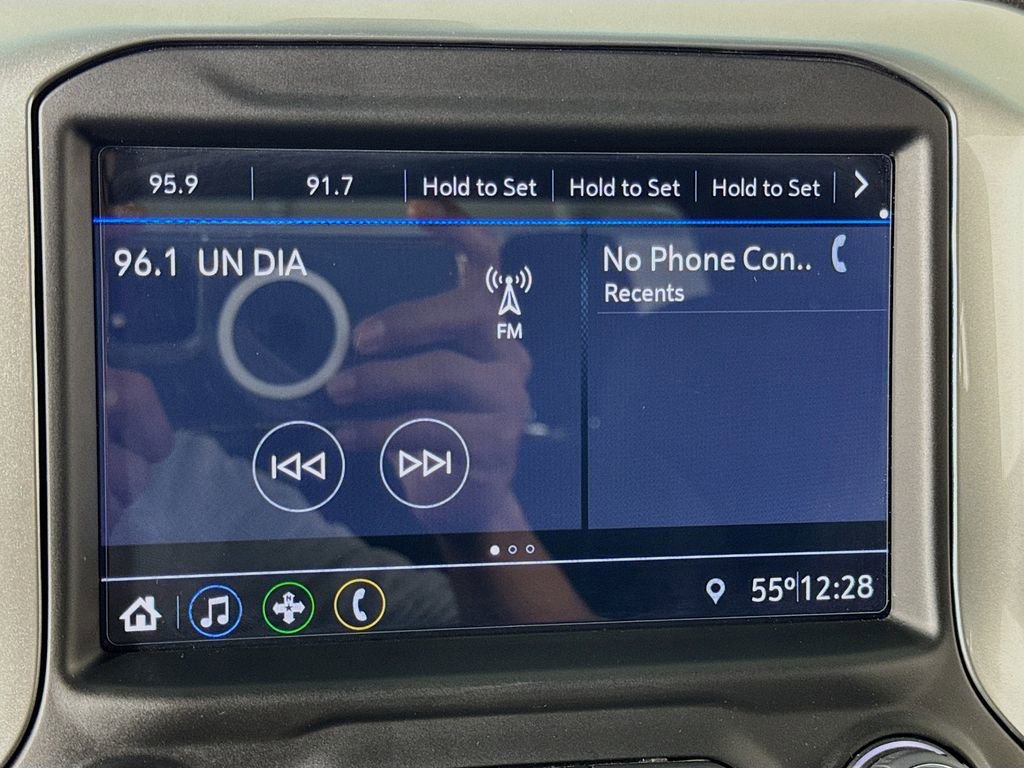 95.9 91.7 Hold to Set Hold to Set Hold to Set
96.1 UN DIA
FM
No Phone Con..
Recents
N
55º 12:28